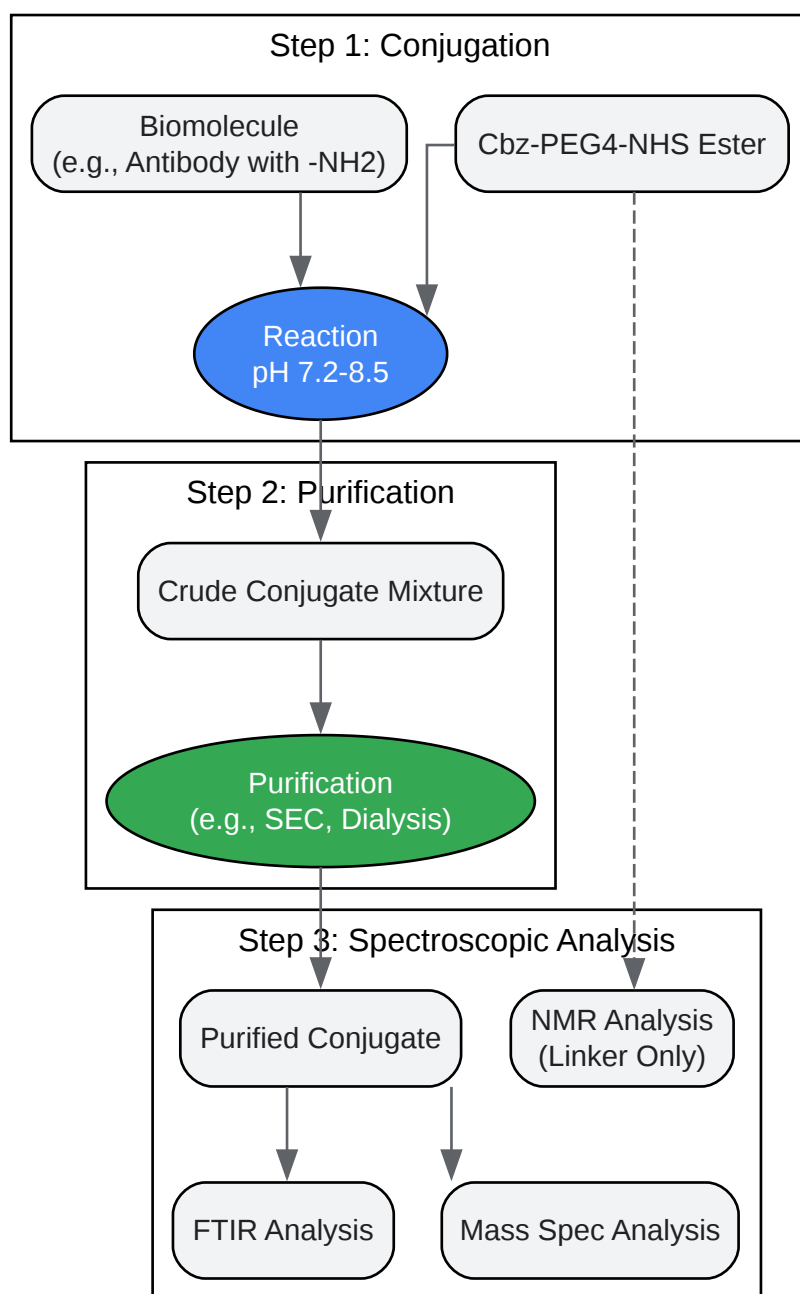 Step 1: Conjugation
Biomolecule
(e.g., Antibody with -NH2)
Cbz-PEG4-NHS Ester
Reaction
pH 7.2-8.5
Step 2: Purification
Crude Conjugate Mixture
Purification
(e.g., SEC, Dialysis)
Step 3: Spectroscopic Analysis
Purified Conjugate
NMR Analysis
(Linker Only)
FTIR Analysis
Mass Spec Analysis